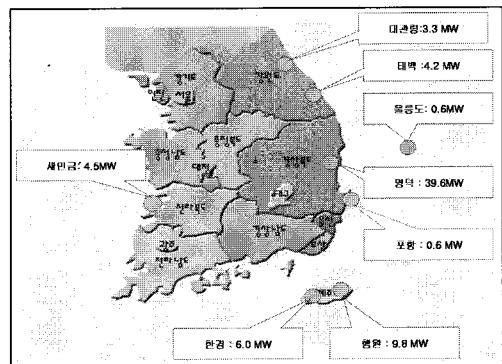 대관령:3.3 MW
태백 :4.2 MW
울릉도: 0.6MW
경기도
서울
강원도
충청북도
충청남도
대전
경상북도
새만금: 4.5MW
영덕 : 39.6MW
전라북도
경상남도
광주
전라남도
부산
포항 : 0.6 MW
제주
한경 : 6.0 MW
행원 : 9.8 MW